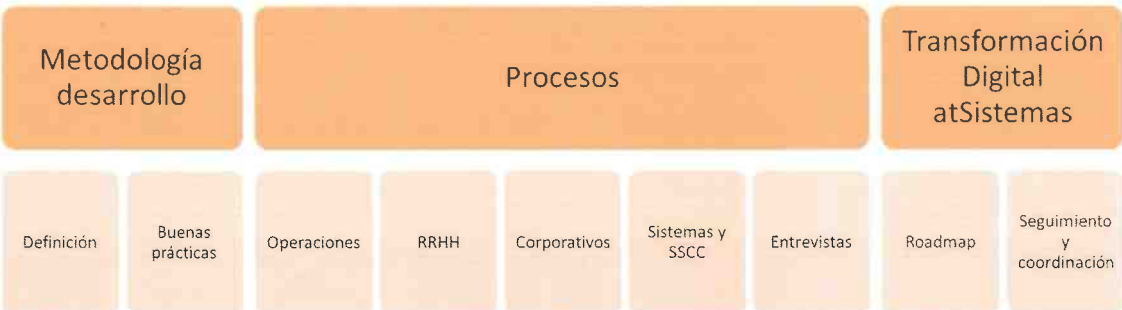 Metodología
desarrollo
Procesos
Transformación
Digital
atSistemas
Definición
Buenas
prácticas
Operaciones
RRHH
Corporativos
Sistemas y
SSCC
Entrevistas
Roadmap
Seguimiento
y
coordinación